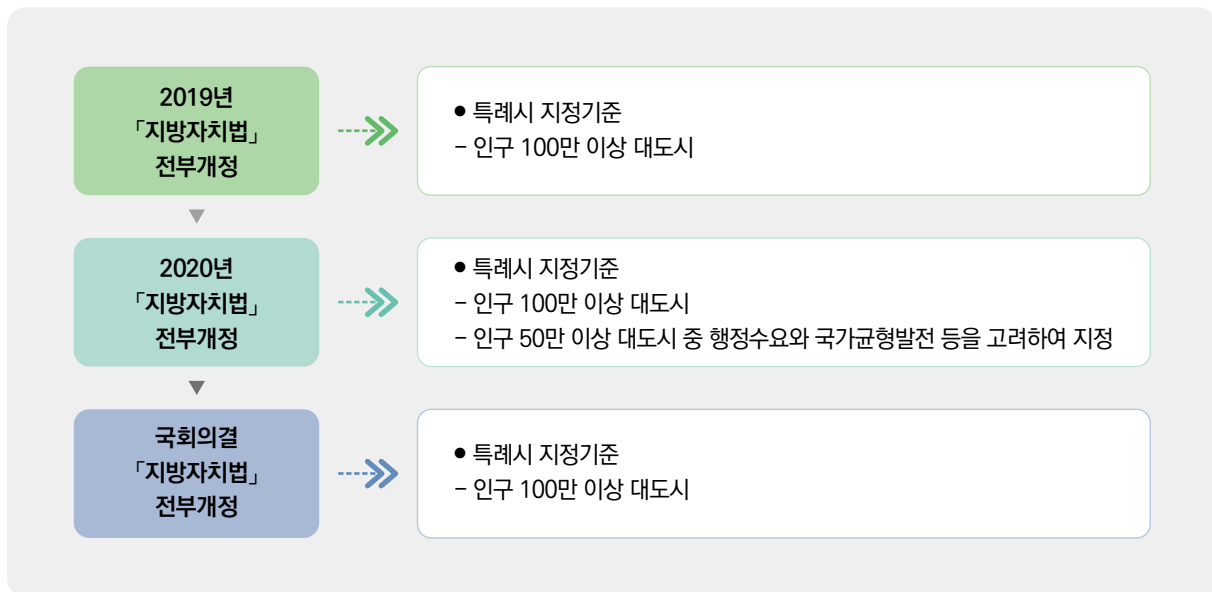 2019년
「지방자치법」
전부개정
● 특례시 지정기준
– 인구 100만 이상 대도시
2020년
「지방자치법」
전부개정
● 특례시 지정기준
– 인구 100만 이상 대도시
– 인구 50만 이상 대도시 중 행정수요와 국가균형발전 등을 고려하여 지정
국회의결
「지방자치법」
전부개정
● 특례시 지정기준
– 인구 100만 이상 대도시